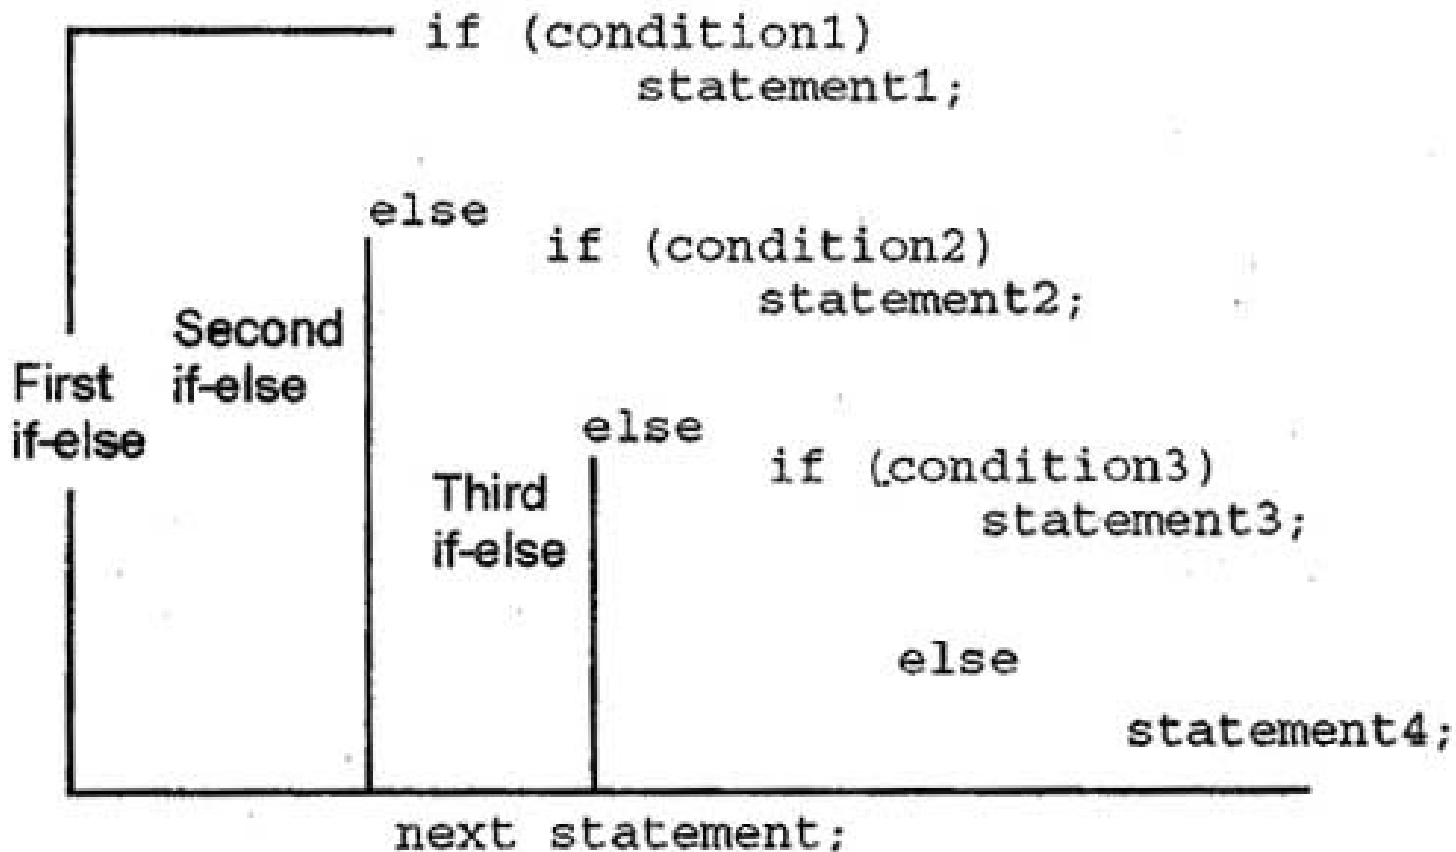 if (condition1)
statement1;
else
if (condition2)
statement2;
Second
if-else
First
if-else
else
if (condition3)
statement3;
Third
if-else
else
statement4;
next statement;